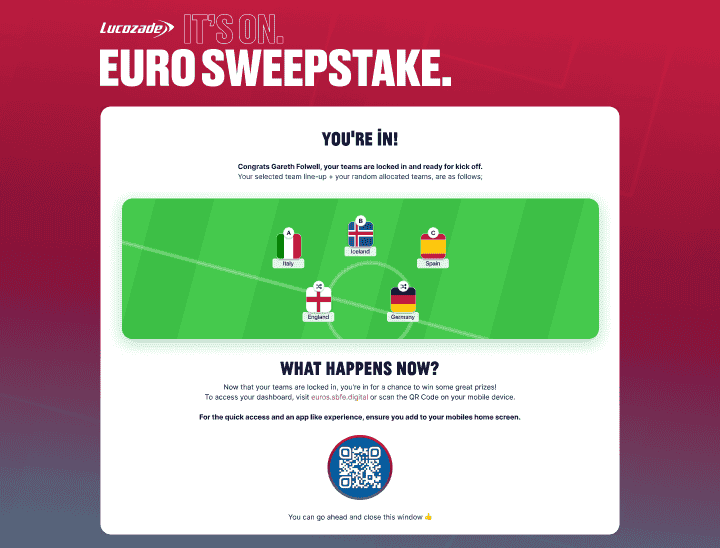 Lucozade IT'S ON.
EURO SWEEPSTAKE.
YOU'RE IN!
Congrats Gareth Folwell, your teams are locked in and ready for kick off.
Your selected team line-up + your random allocated teams, are as follows;
A
B
C
Italy
Iceland
Spain
England
Germany
WHAT HAPPENS NOW?
Now that your teams are locked in, you're in for a chance to win some great prizes!
To access your dashboard, visit euros.abfe.digital or scan the QR Code on your mobile device.
For the quick access and an app like experience, ensure you add to your mobiles home screen.
You can go ahead and close this window 👍